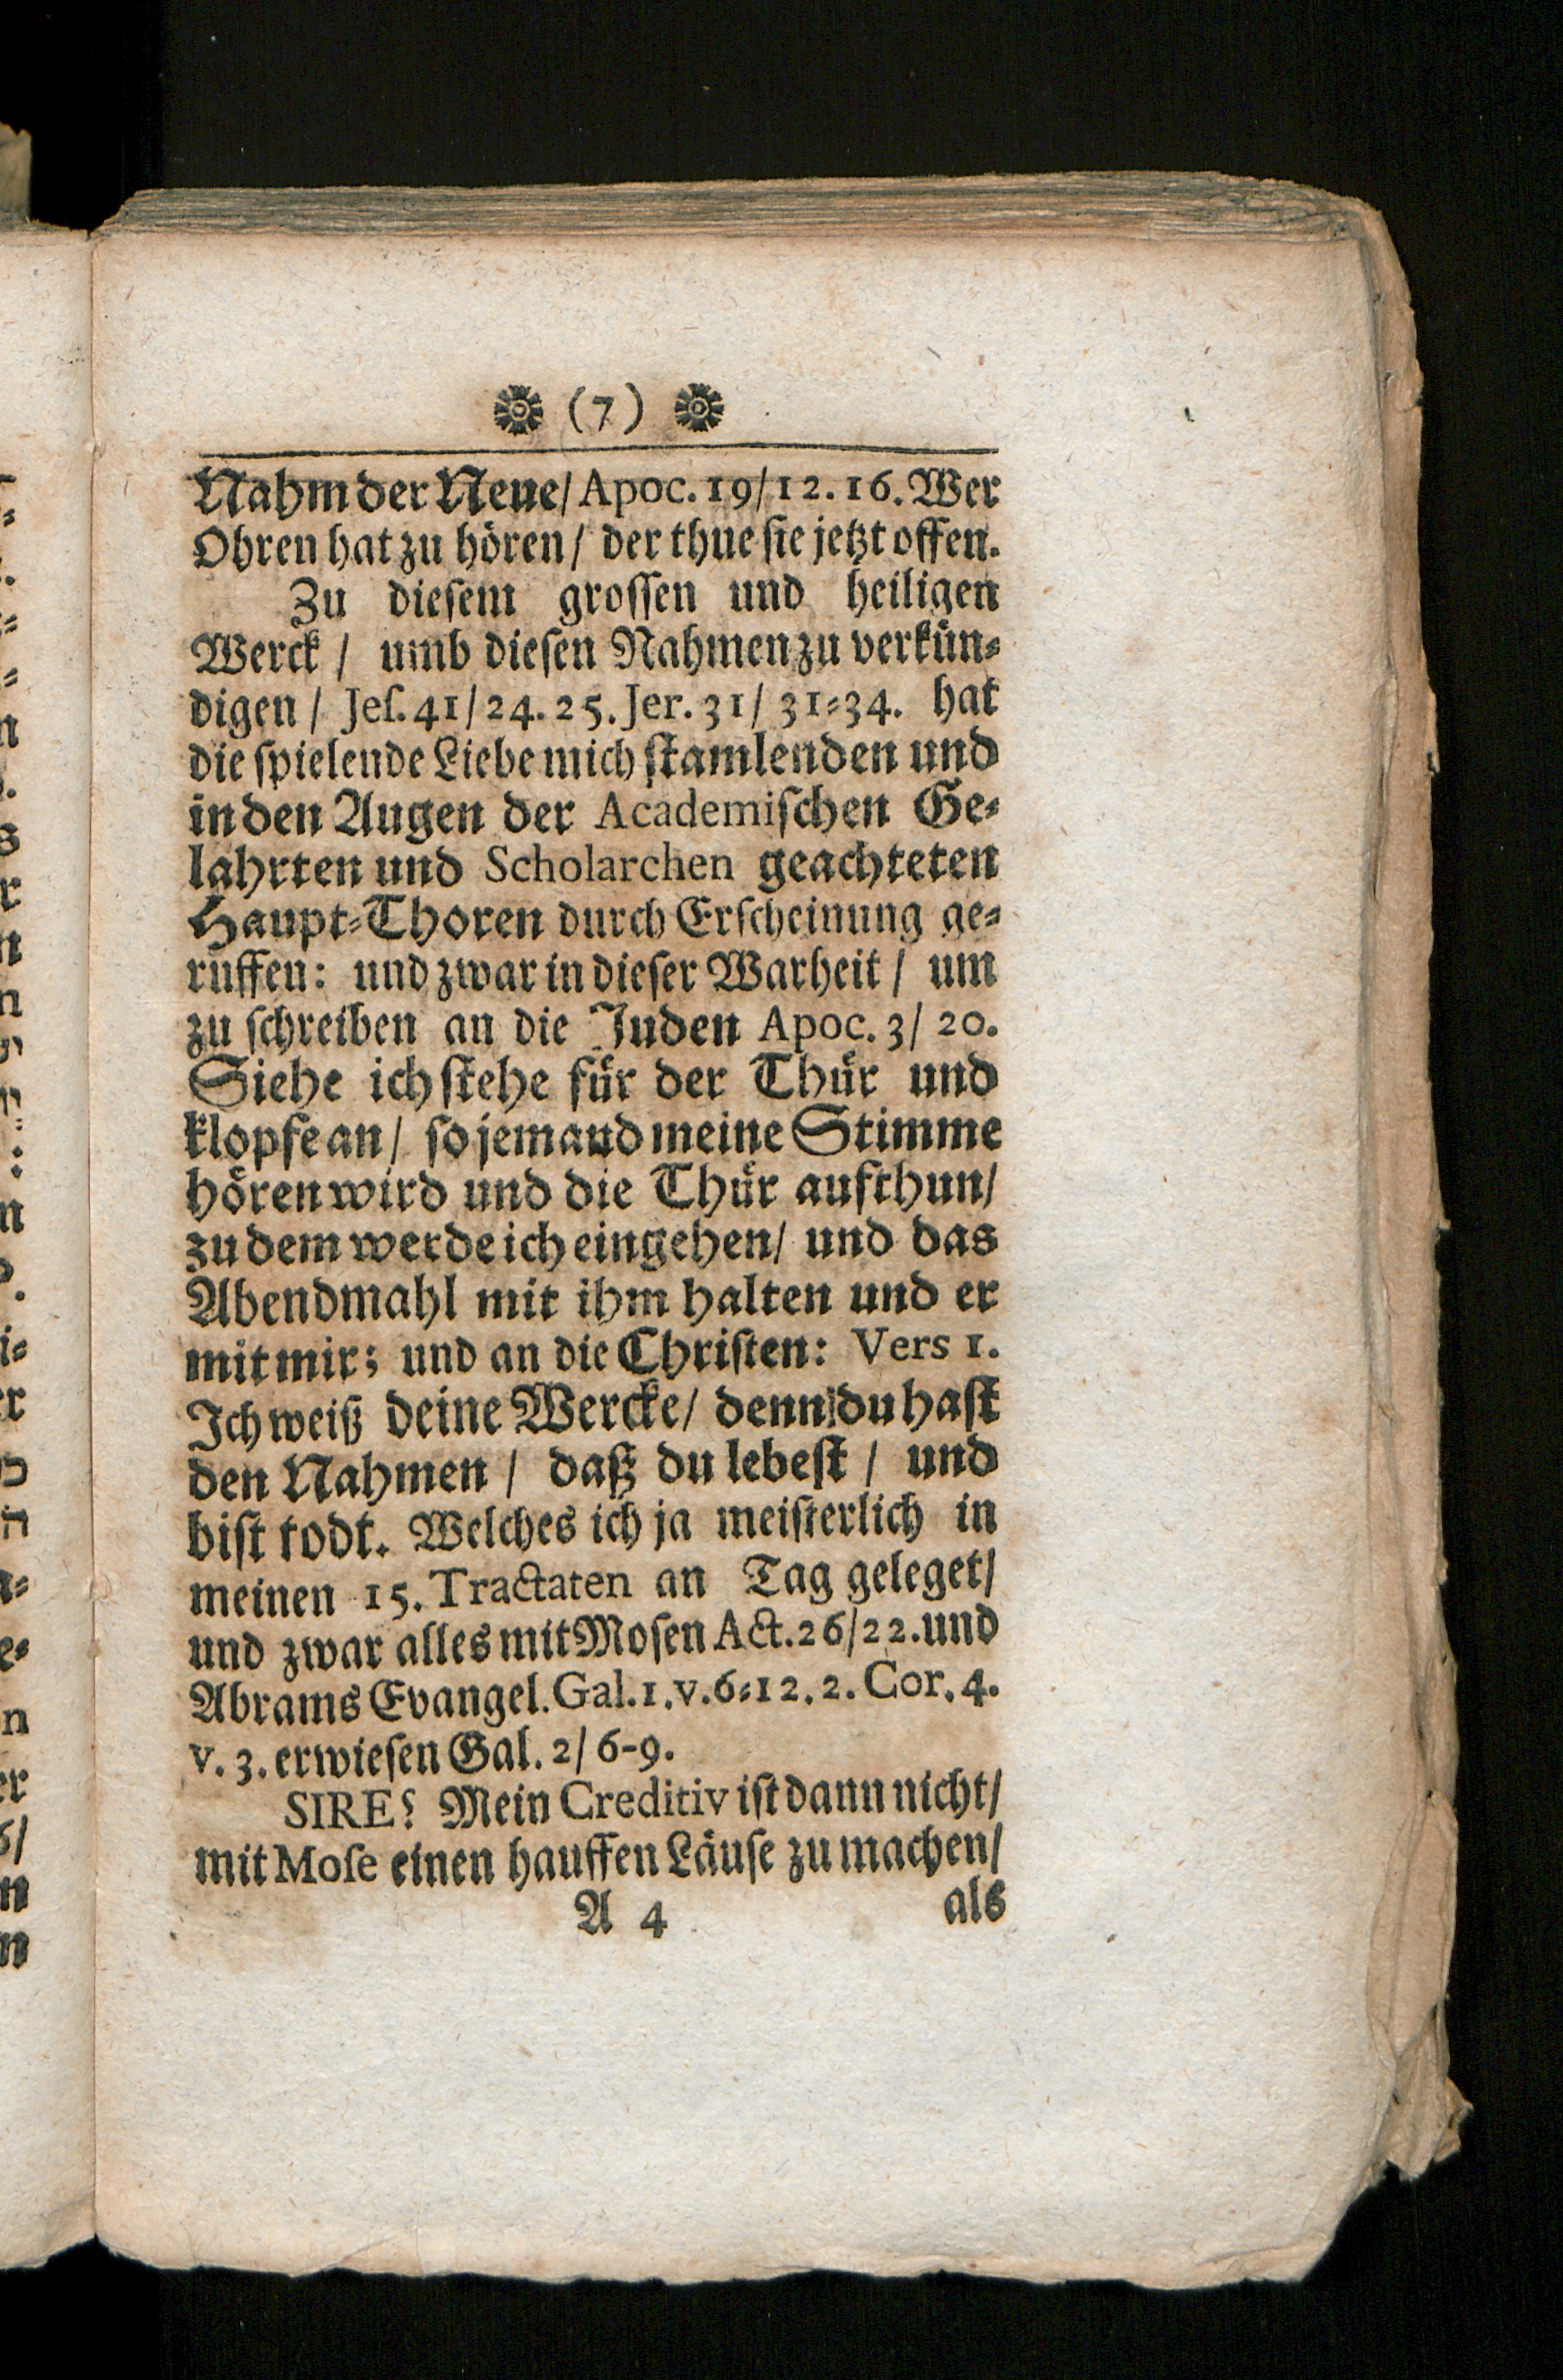 (7)
Nahm der Neue/ Apoc. 19/12. 16. Wer
Ohren hat zu hören/ der thue sie jetzt offen.
Zu diesem grossen und heiligen
Werck / umb diesen Nahmen zu verkün⸗
digen / Jeſ. 41/24. 25. Jer. 31/ 31⸗34. hat
die ſpielende Liebe mich ſtamlenden und
in den Augen der Academiſchen Ge⸗
lahrten und Scholarchen geachteten
Haupt⸗Thoren durch Erſcheinung ge⸗
ruffen: und zwar in dieſer Warheit / um
zu ſchreiben an die Juden Apoc. 3/ 20.
Siehe ich ſtehe für der Thür und
klopfe an/ ſo jemand meine Stimme
hören wird und die Thür aufthun/
zu dem werde ich eingehen/ und das
Abendmahl mit ihm halten und er
mit mir; und an die Chriſten: Vers 1.
Ich weiß deine Wercke/ denn du haſt
den Nahmen / daß du lebeſt / und
biſt todt. Welches ich ja meiſterlich in
meinen 15. Tractaten an Tag geleget/
und zwar alles mit Moſen Act. 26/22. und
Abrams Evangel. Gal. 1. v. 6⸗12. 2. Cor. 4.
v. 3. erwieſen Gal. 2/ 6-9.
SIRE! Mein Creditiv iſt dann nicht/
mit Moſe einen hauffen Läuſe zu machen/
A 4 als